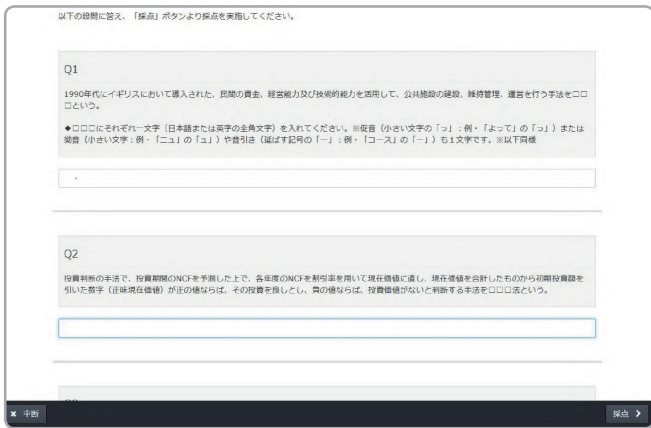 以下の設問に答え、「採点」ボタンより採点を実施してください。
Q1
1990年代にイギリスにおいて導入された、民間の資金、経営能力及び技術的能力を活用して、公共施設の建設、維持管理、運営を行う手法を□□
□という。
◆□□□にそれぞれ一文字（日本語または英字の全角文字）を入れてください。※促音（小さい文字の「っ」：例・「よって」の「っ」）または
拗音（小さい文字：例・「ニュ」の「ュ」）や音引き（延ばす記号の「ー」：例・「コース」の「ー」）も１文字です。※以下同様
Q2
投資判断の手法で、投資期間のNCFを予測した上で、各年度のNCFを割引率を用いて現在価値に直し、現在価値を合計したものから初期投資額を
引いた数字（正味現在価値）が正の値ならば、その投資を良しとし、負の値ならば、投資価値がないと判断する手法を□□□法という。
× 中断
採点 >